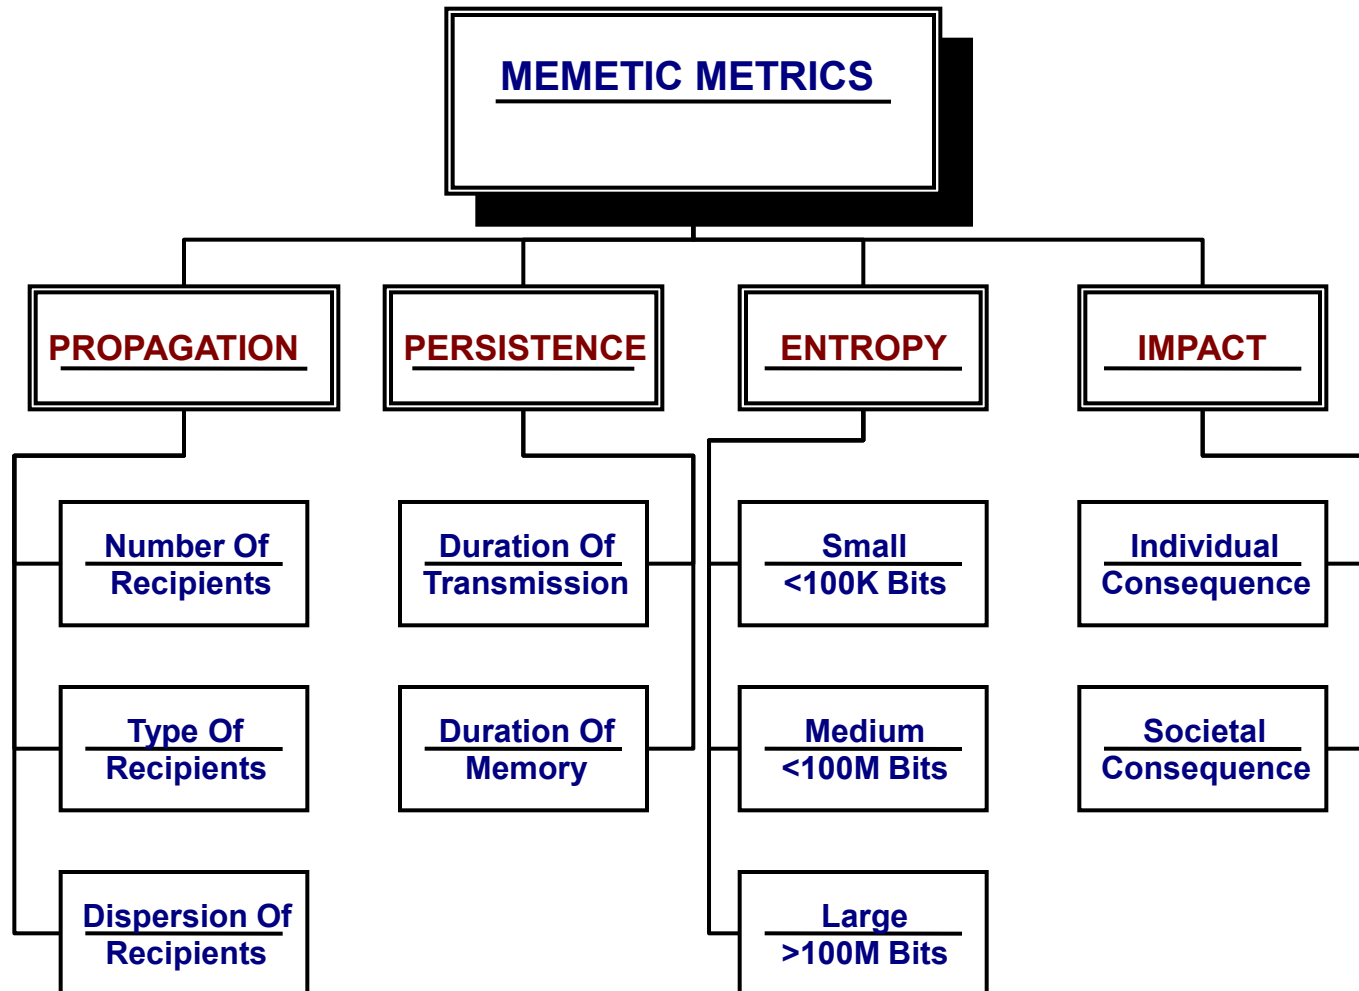 MEMETIC METRICS
PROPAGATION
PERSISTENCE
ENTROPY
IMPACT
Number Of
Recipients
Duration Of
Transmission
Small
<100K Bits
Individual
Consequence
Type Of
Recipients
Duration Of
Memory
Medium
<100M Bits
Societal
Consequence
Dispersion Of
Recipients
Large
>100M Bits